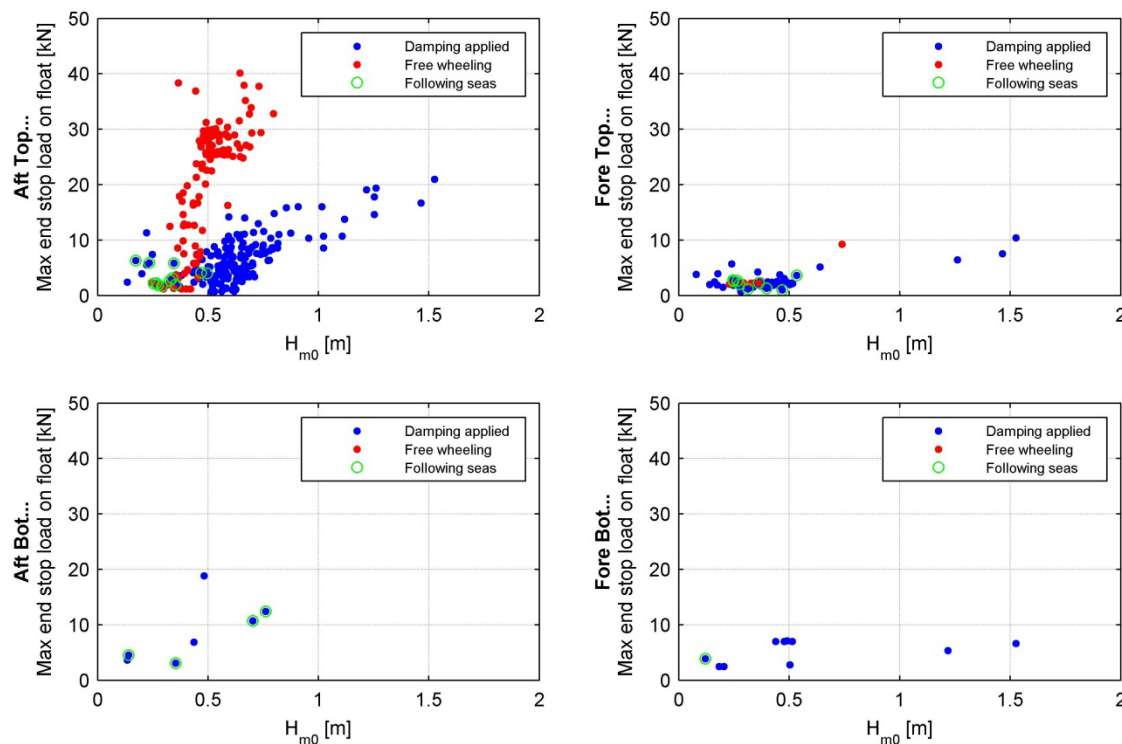 Aft Top...
Max end stop load on float [kN]
50
40
30
20
10
0
Damping applied
Free wheeling
Following seas
0 0.5 1 1.5 2
H_m0 [m]
Fore Top...
Max end stop load on float [kN]
50
40
30
20
10
0
Damping applied
Free wheeling
Following seas
0 0.5 1 1.5 2
H_m0 [m]
Aft Bot...
Max end stop load on float [kN]
50
40
30
20
10
0
Damping applied
Free wheeling
Following seas
0 0.5 1 1.5 2
H_m0 [m]
Fore Bot...
Max end stop load on float [kN]
50
40
30
20
10
0
Damping applied
Free wheeling
Following seas
0 0.5 1 1.5 2
H_m0 [m]